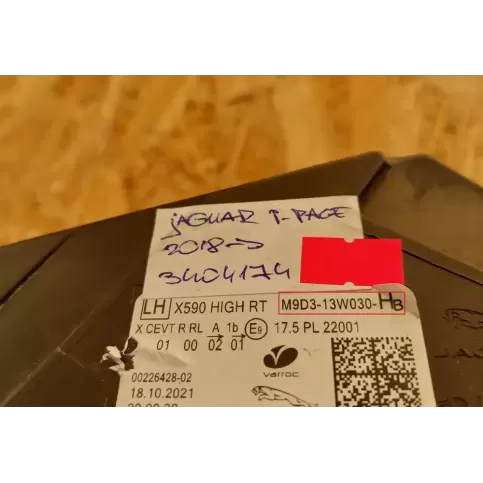 JAGUAR I-PACE
2018->
3404174
LH X590 HIGH RT M9D3-13W030-HB
X CEVT R RL A 1b E9 17.5 PL 22001
01 00 02 01
varroc
00226428-02
18.10.2021